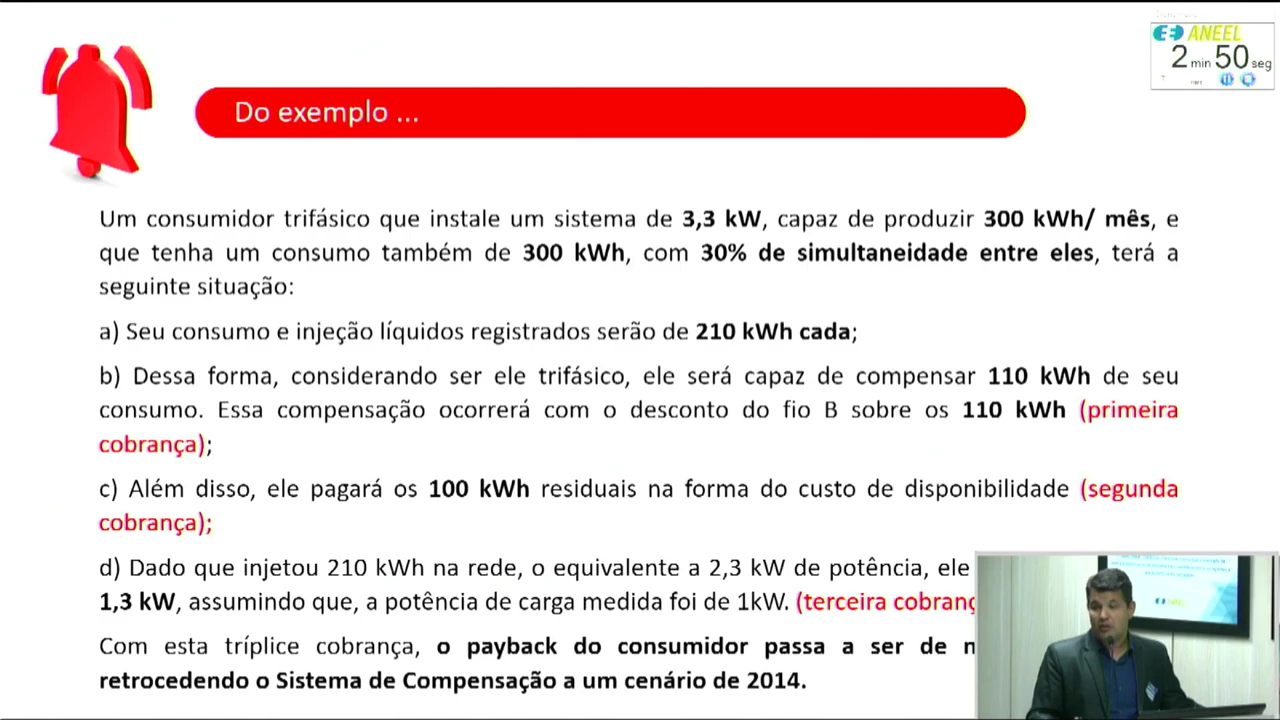 ANEEL
2 min 50 seg
Do exemplo ...
Um consumidor trifásico que instale um sistema de 3,3 kW, capaz de produzir 300 kWh/ mês, e
que tenha um consumo também de 300 kWh, com 30% de simultaneidade entre eles, terá a
seguinte situação:
a) Seu consumo e injeção líquidos registrados serão de 210 kWh cada;
b) Dessa forma, considerando ser ele trifásico, ele será capaz de compensar 110 kWh de seu
consumo. Essa compensação ocorrerá com o desconto do fio B sobre os 110 kWh (primeira
cobrança);
c) Além disso, ele pagará os 100 kWh residuais na forma do custo de disponibilidade (segunda
cobrança);
d) Dado que injetou 210 kWh na rede, o equivalente a 2,3 kW de potência, ele
1,3 kW, assumindo que, a potência de carga medida foi de 1kW. (terceira cobranç
Com esta tríplice cobrança, o payback do consumidor passa a ser de
retrocedendo o Sistema de Compensação a um cenário de 2014.
ANEEL